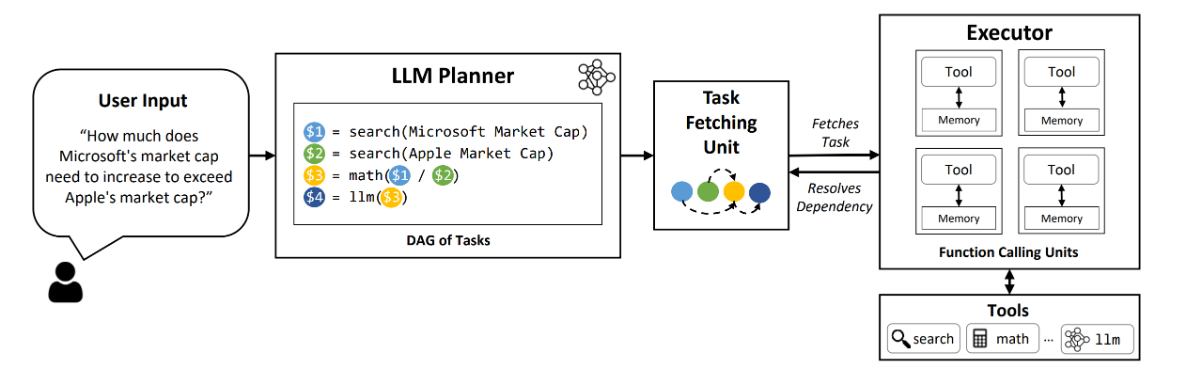 User Input
“How much does
Microsoft's market cap
need to increase to exceed
Apple's market cap?”
LLM Planner
$1 = search(Microsoft Market Cap)
$2 = search(Apple Market Cap)
$3 = math($1 / $2)
$4 = llm($3)
DAG of Tasks
Task
Fetching
Unit
Fetches
Task
Resolves
Dependency
Executor
Tool
Memory
Tool
Memory
Tool
Memory
Tool
Memory
Function Calling Units
Tools
search
math
...
llm